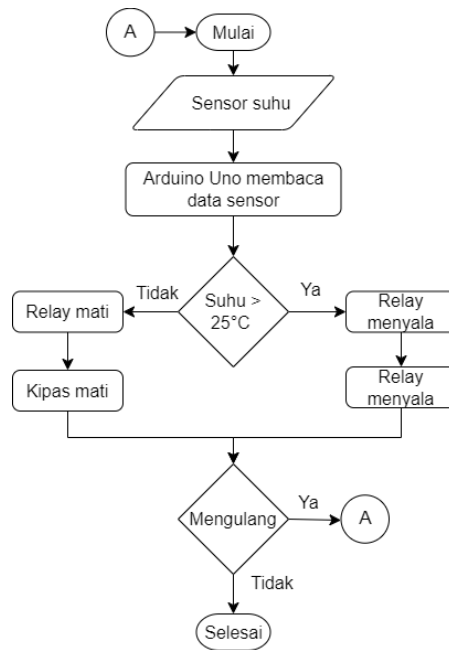 A
Mulai
Sensor suhu
Arduino Uno membaca
data sensor
Tidak
Suhu >
25°C
Ya
Relay mati
Relay
menyala
Kipas mati
Relay
menyala
Mengulang
Ya
A
Tidak
Selesai